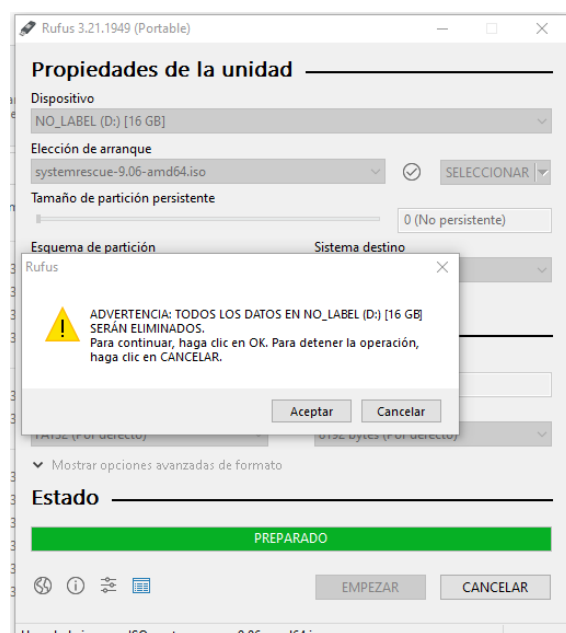 Rufus 3.21.1949 (Portable)
Propiedades de la unidad
Dispositivo
NO_LABEL (D:) [16 GB]
Elección de arranque
systemrescue-9.06-amd64.iso
SELECCIONAR
Tamaño de partición persistente
0 (No persistente)
Esquema de partición Sistema destino
Rufus
ADVERTENCIA: TODOS LOS DATOS EN NO_LABEL (D:) [16 GB]
SERÁN ELIMINADOS.
Para continuar, haga clic en OK. Para detener la operación,
haga clic en CANCELAR.
Aceptar Cancelar
FAT32 (Por defecto) 8192 bytes (Por defecto)
Mostrar opciones avanzadas de formato
Estado
PREPARADO
EMPEZAR CANCELAR